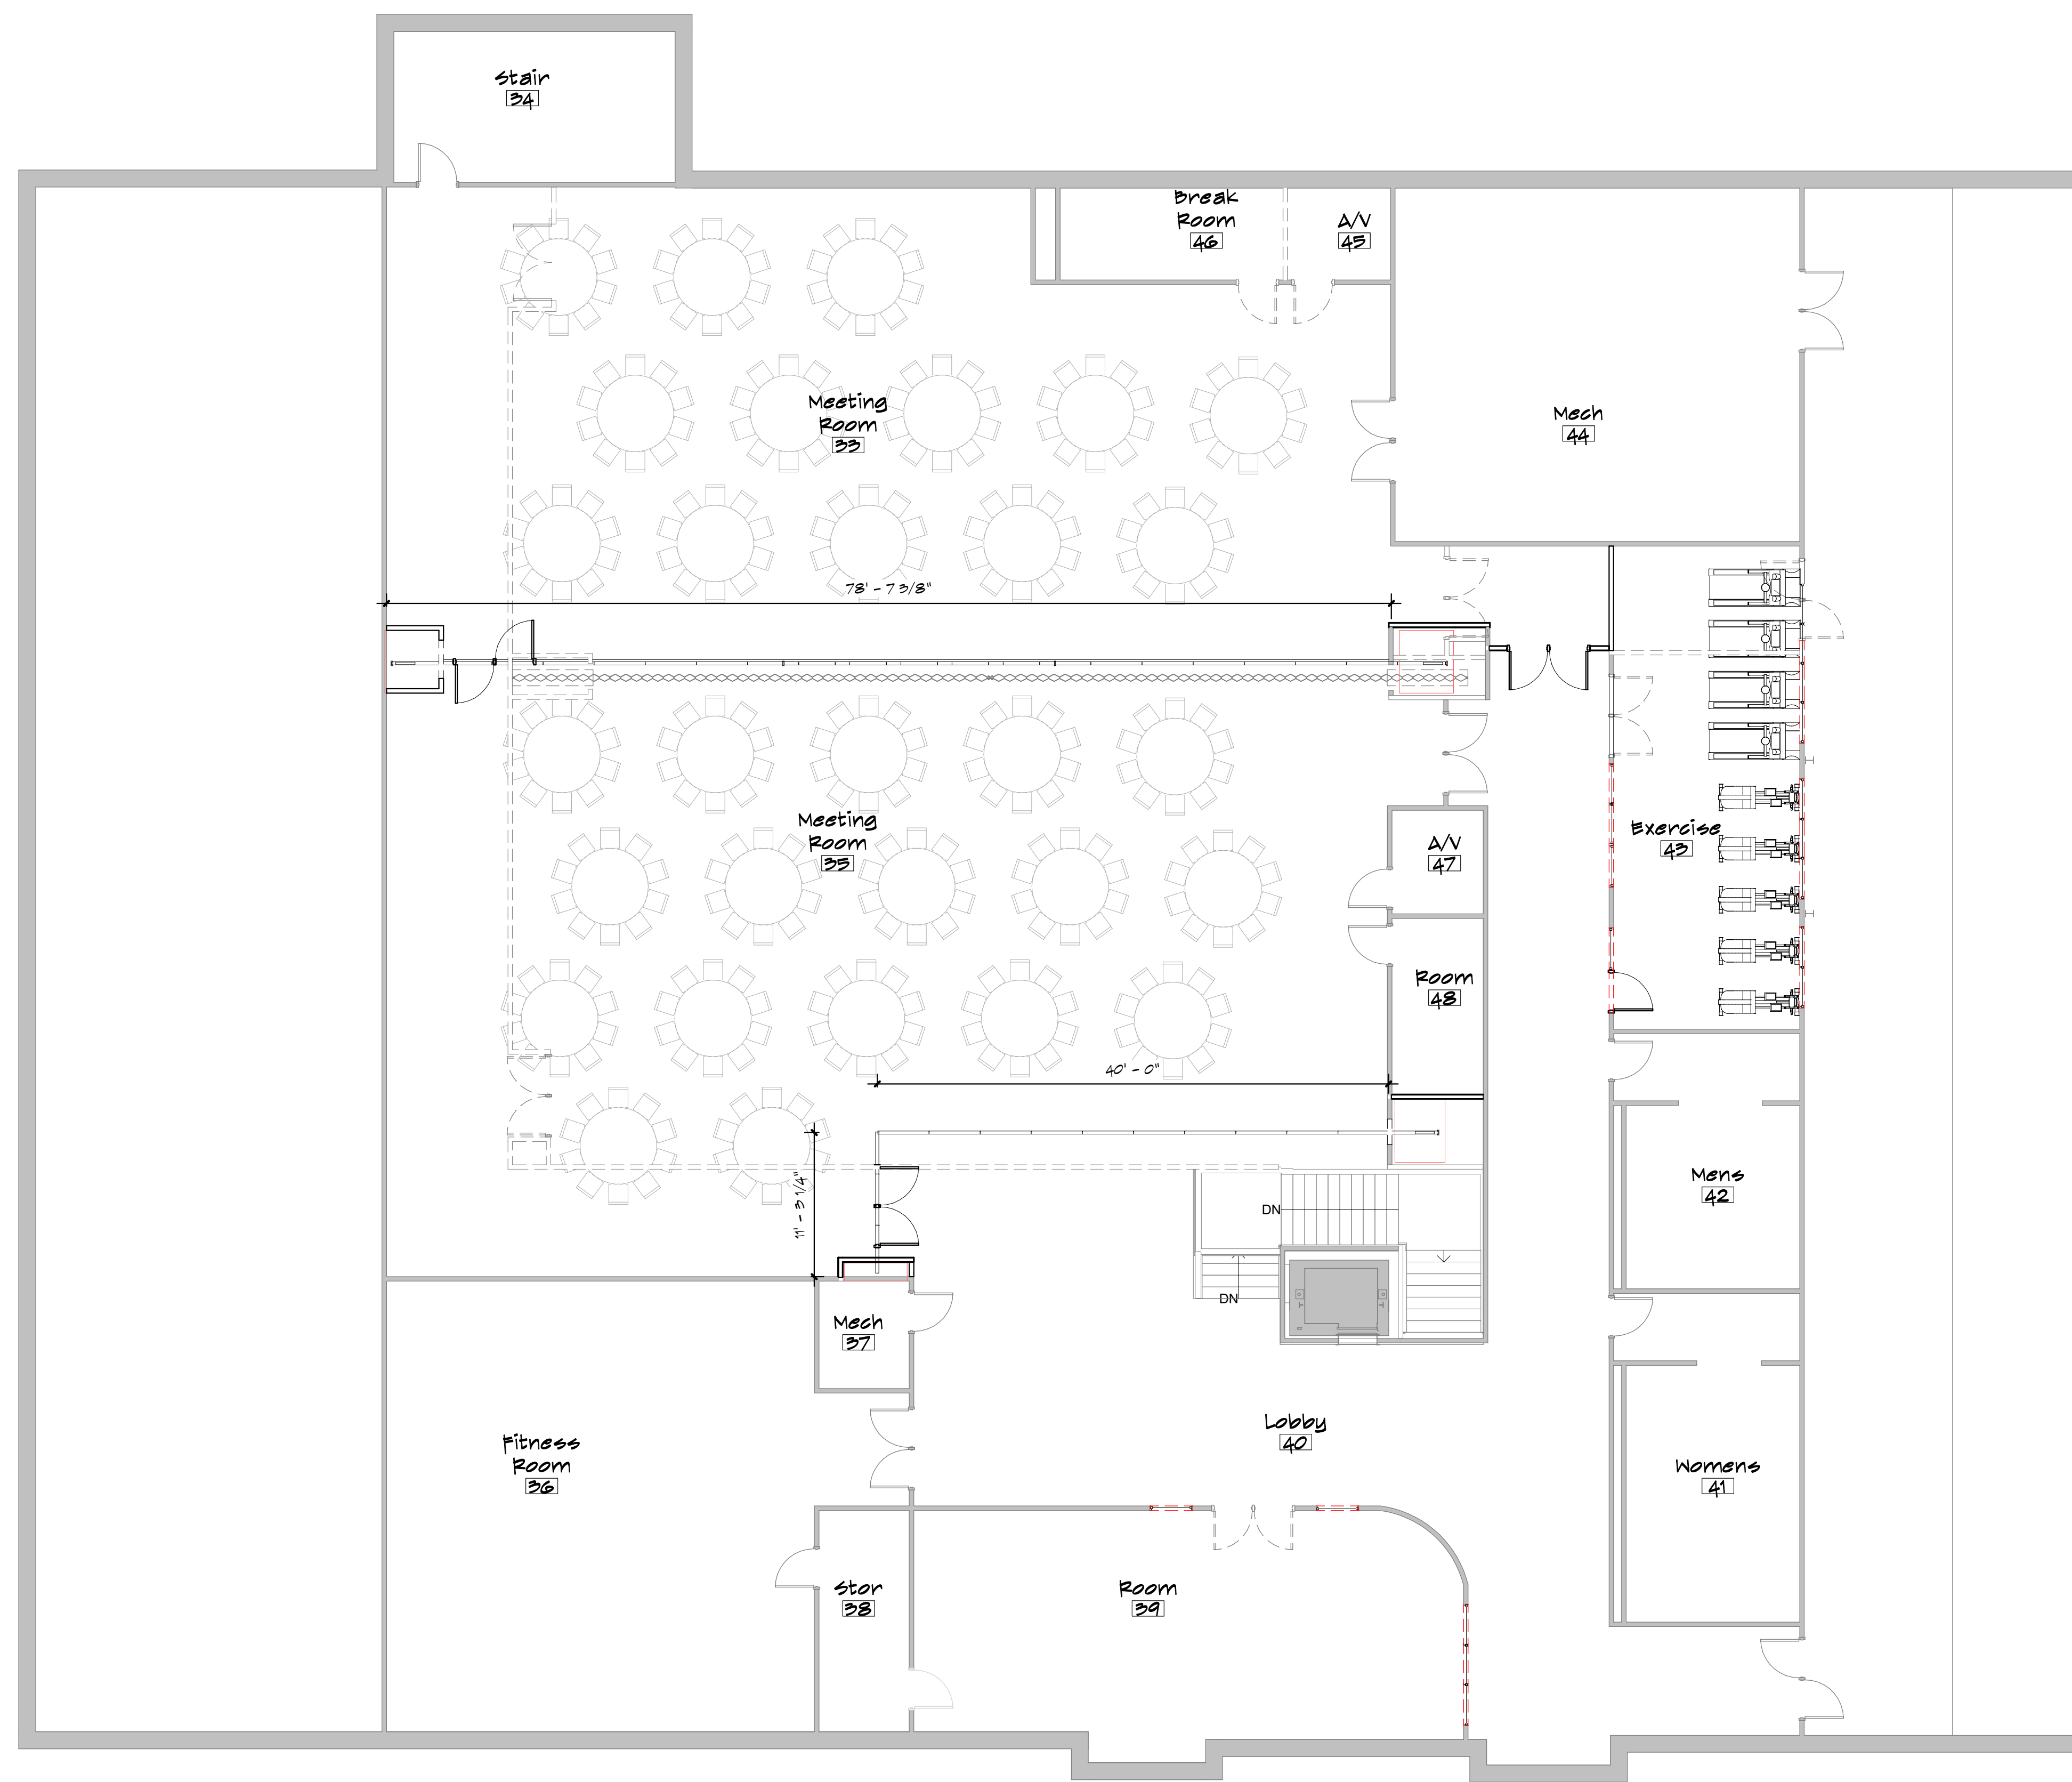 Stair
34
Break
Room
46
A/V
45
Meeting
Room
33
Mech
44
78' - 7 3/8"
Meeting
Room
35
Exercise
43
A/V
47
Room
48
40' - 0"
11' - 3 1/4"
Mens
42
DN
DN
Mech
37
Lobby
40
Fitness
Room
36
Womens
41
Stor
38
Room
39